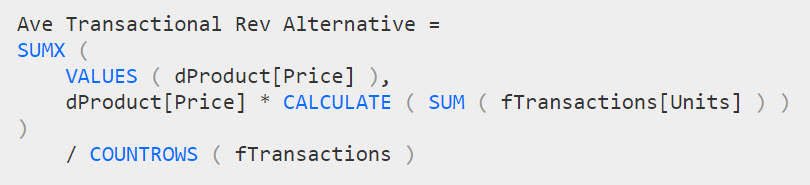 Ave Transactional Rev Alternative =
SUMX (
    VALUES ( dProduct[Price] ),
    dProduct[Price] * CALCULATE ( SUM ( fTransactions[Units] ) )
)
    / COUNTROWS ( fTransactions )